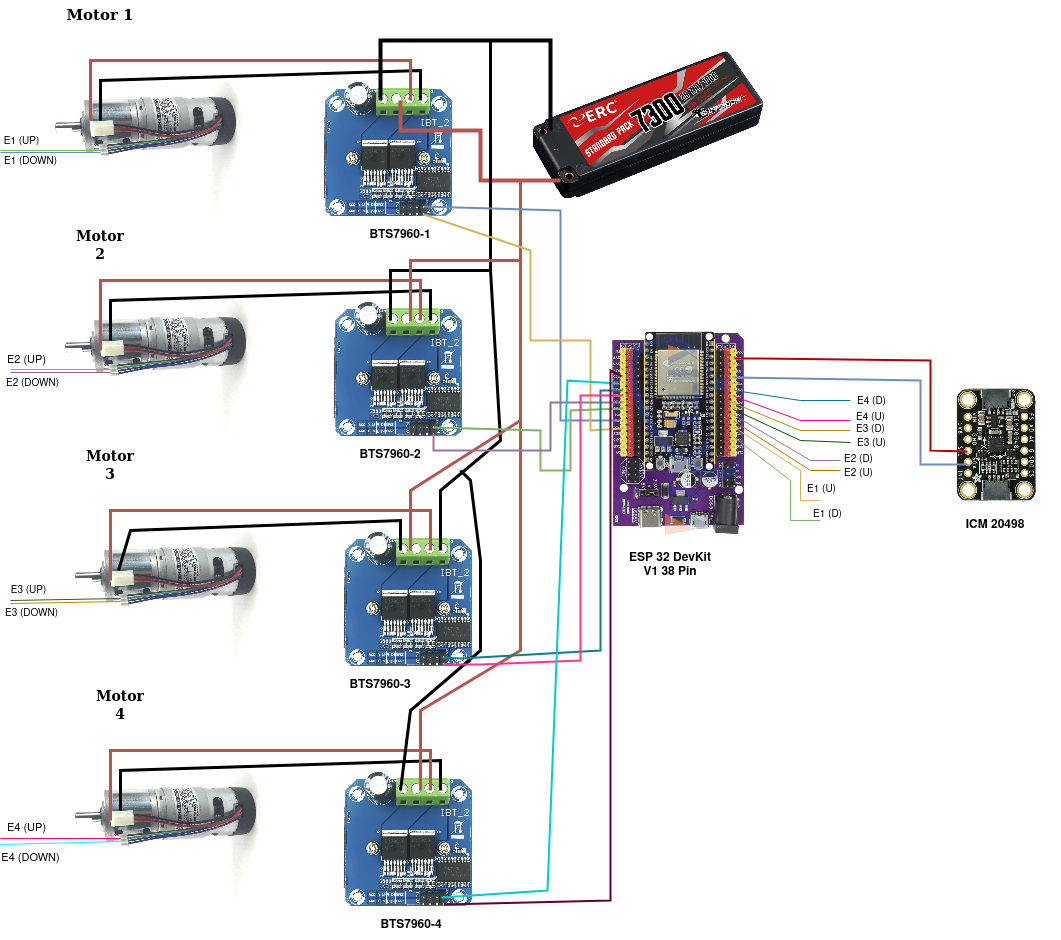 Motor 1
ERC
7300
STANDARD PACK
E1 (UP)
E1 (DOWN)
IBT_2
BTS7960-1
Motor
2
E2 (UP)
E2 (DOWN)
IBT_2
BTS7960-2
E4 (D)
E4 (U)
E3 (D)
E3 (U)
E2 (D)
E2 (U)
E1 (U)
E1 (D)
ICM 20498
ESP 32 DevKit
V1 38 Pin
Motor
3
E3 (UP)
E3 (DOWN)
IBT_2
BTS7960-3
Motor
4
E4 (UP)
E4 (DOWN)
IBT_2
BTS7960-4